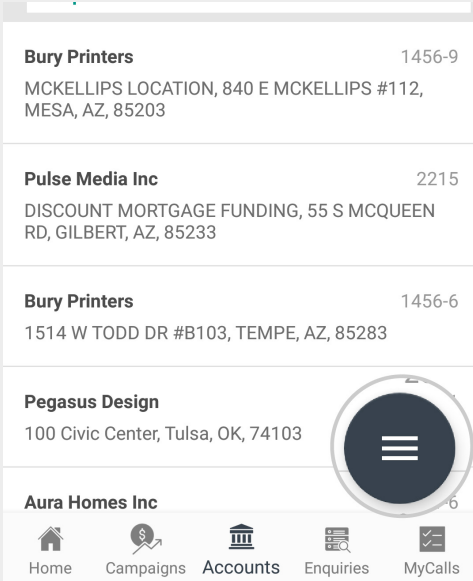 Bury Printers 1456-9
MCKELLIPS LOCATION, 840 E MCKELLIPS #112,
MESA, AZ, 85203
Pulse Media Inc 2215
DISCOUNT MORTGAGE FUNDING, 55 S MCQUEEN
RD, GILBERT, AZ, 85233
Bury Printers 1456-6
1514 W TODD DR #B103, TEMPE, AZ, 85283
Pegasus Design
100 Civic Center, Tulsa, OK, 74103
Aura Homes Inc
Home Campaigns Accounts Enquiries MyCalls